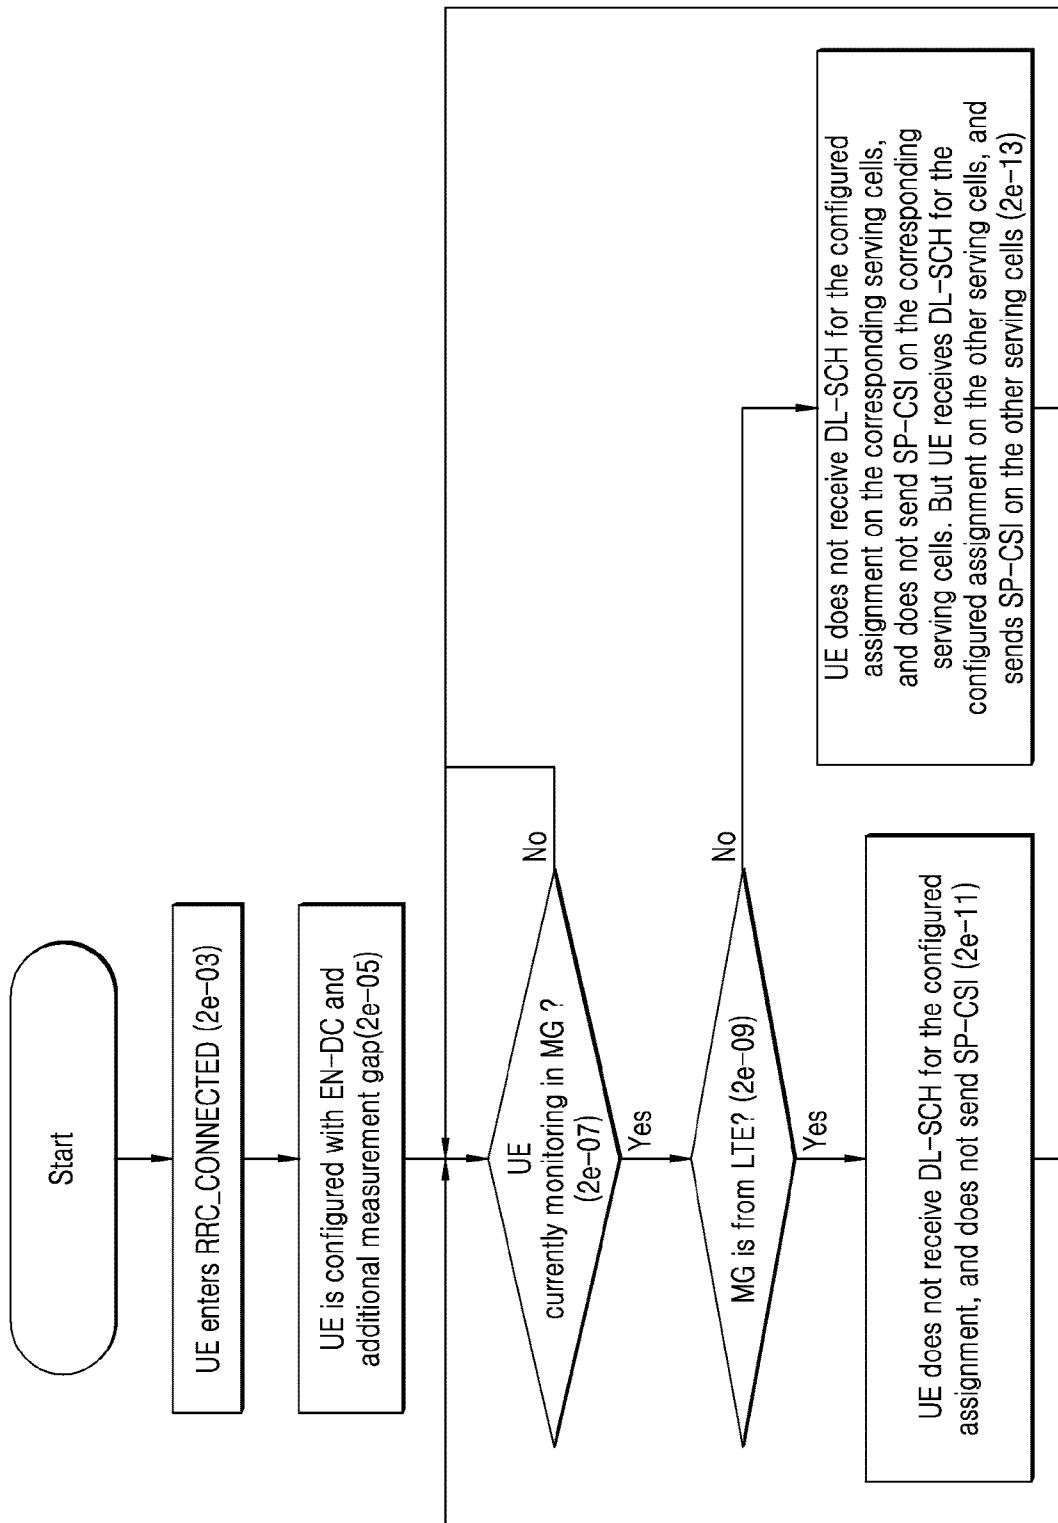 Start
UE enters RRC_CONNECTED (2e-03)
UE is configured with EN-DC and
additional measurement gap(2e-05)
UE
currently monitoring in MG ?
(2e-07)
No
Yes
MG is from LTE? (2e-09)
No
Yes
UE does not receive DL-SCH for the configured
assignment, and does not send SP-CSI (2e-11)
UE does not receive DL-SCH for the configured
assignment on the corresponding serving cells,
and does not send SP-CSI on the corresponding
serving cells. But UE receives DL-SCH for the
configured assignment on the other serving cells, and
sends SP-CSI on the other serving cells (2e-13)